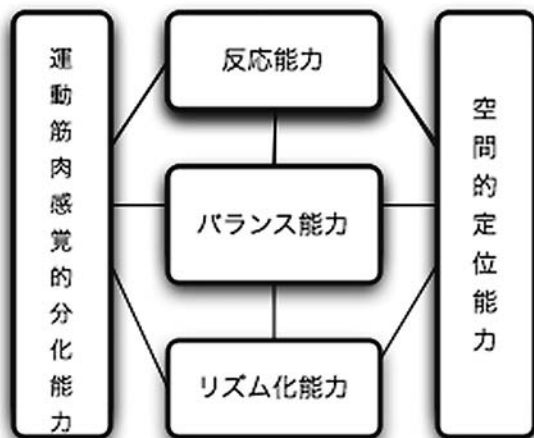 運動筋肉感覚的分化能力
反応能力
バランス能力
リズム化能力
空間的定位能力